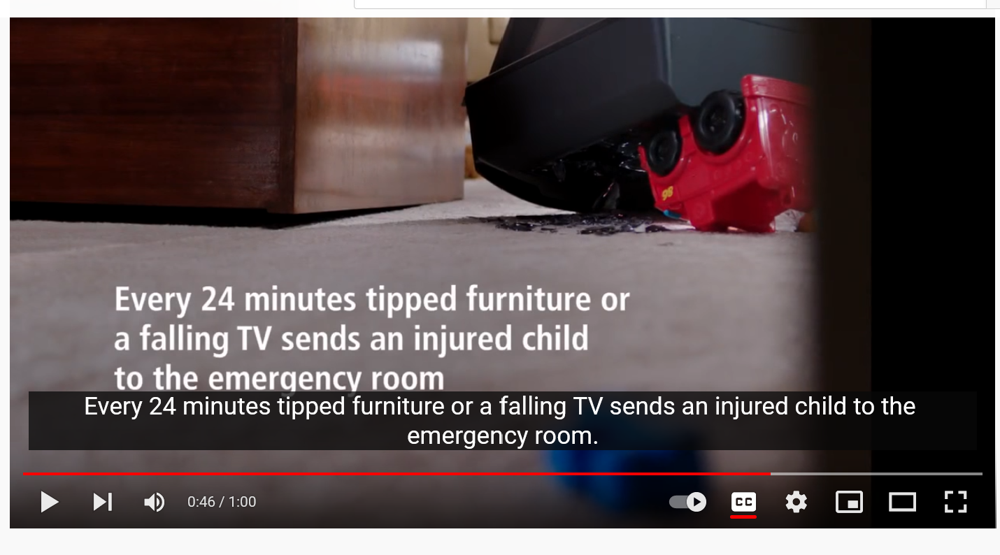 98
Every 24 minutes tipped furniture or
a falling TV sends an injured child
to the emergency room
Every 24 minutes tipped furniture or a falling TV sends an injured child to the
emergency room.
0:46 / 1:00
CC